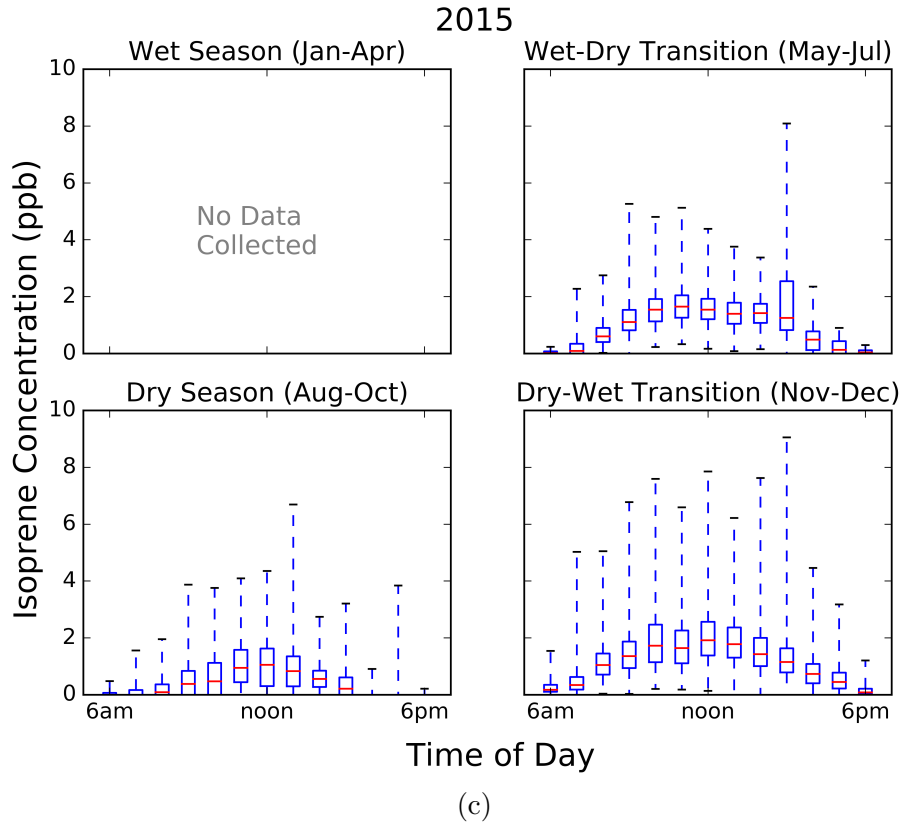 2015
Wet Season (Jan-Apr)
Wet-Dry Transition (May-Jul)
10
8
6
4
2
0
No Data
Collected
Isoprene Concentration (ppb)
Dry Season (Aug-Oct)
Dry-Wet Transition (Nov-Dec)
10
8
6
4
2
0
6am noon 6pm
6am noon 6pm
Time of Day
(c)